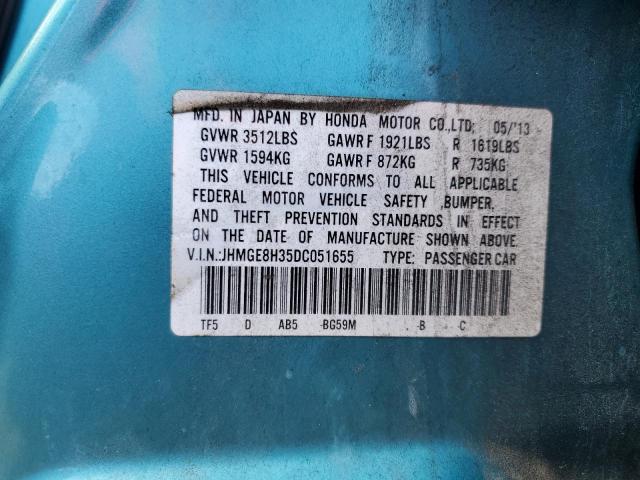 MFD. IN JAPAN BY HONDA MOTOR CO.,LTD; 05/'13
GVWR 3512LBS GAWR F 1921LBS R 1619LBS
GVWR 1594KG GAWR F 872KG R 735KG
THIS VEHICLE CONFORMS TO ALL APPLICABLE
FEDERAL MOTOR VEHICLE SAFETY, BUMPER,
AND THEFT PREVENTION STANDARDS IN EFFECT
ON THE DATE OF MANUFACTURE SHOWN ABOVE.
V.I.N.:JHMGE8H35DC051655 TYPE: PASSENGER CAR
TF5 D AB5 -BG59M -B -C